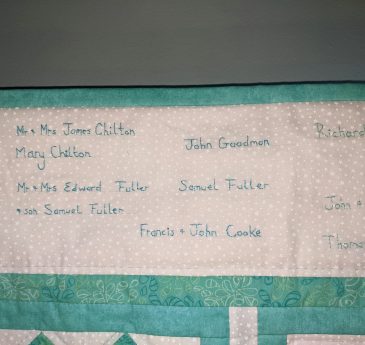 Mr + Mrs James Chilton
Mary Chilton
John Goodman
Richard
Mr + Mrs Edward Fuller
Samuel Fuller
+ son Samuel Fuller
John +
Francis + John Cooke
Thomas